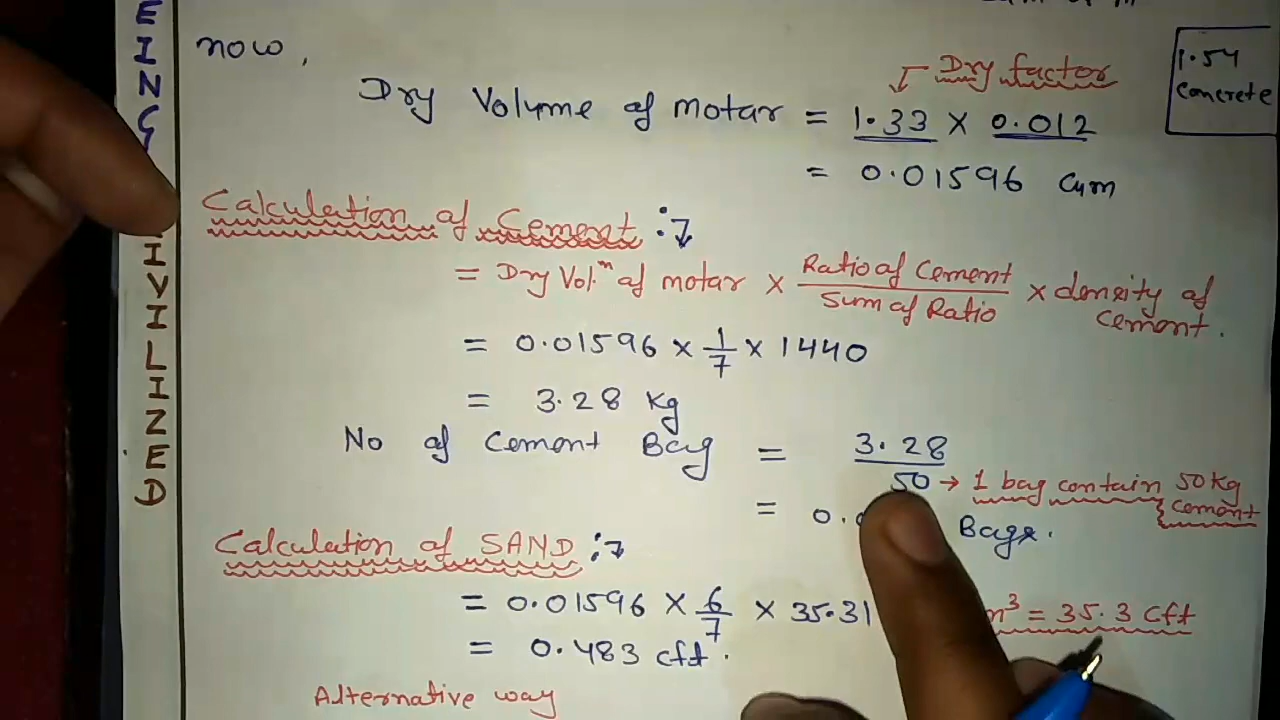 now,
1.54
concrete
↓ Dry factor
Dry Volume of motar = 1.33 × 0.012
= 0.01596 Cum
Calculation of Cement :-
= Dry Vol.m of motar × Ratio of Cement / Sum of Ratio × density of cement.
= 0.01596 × 1/7 × 1440
= 3.28 kg
No of Cement Bag = 3.28 / 50 → 1 bag contain 50kg cement
= 0.0 Bags.
Calculation of SAND :-
= 0.01596 × 6/7 × 35.31 m³ = 35.3 cft
= 0.483 cft.
Alternative way
IVILIZED